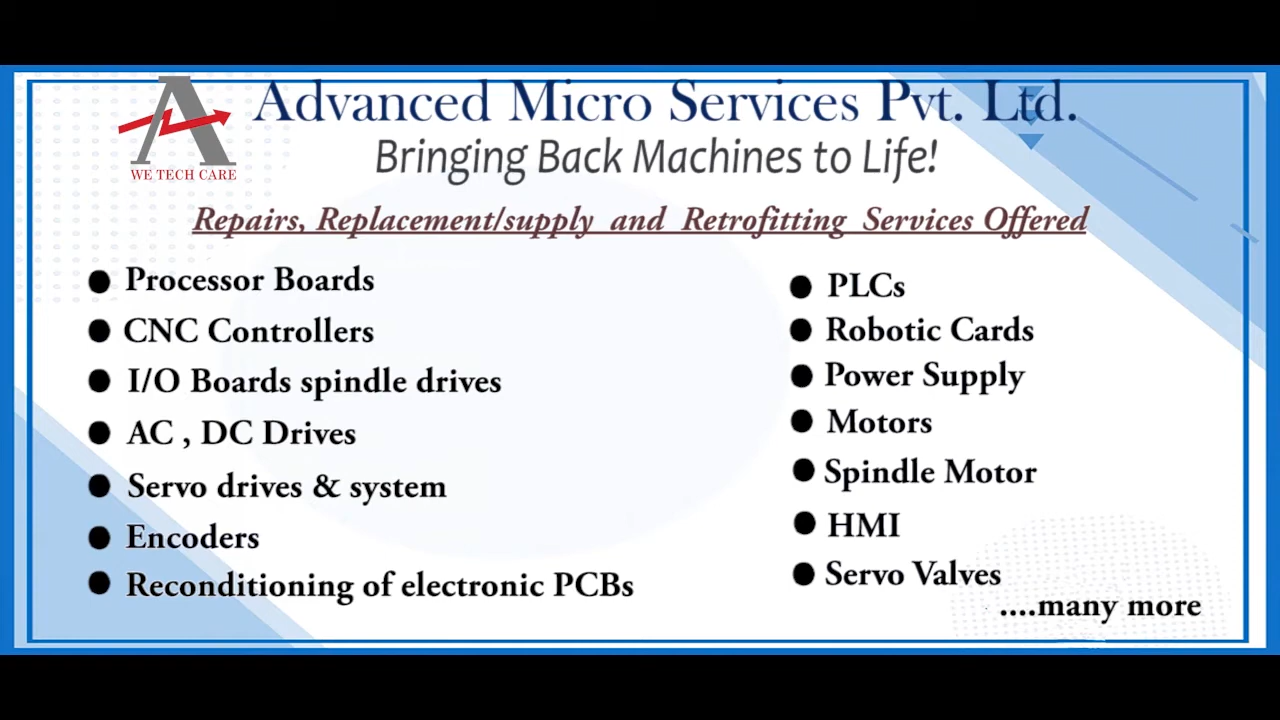 Advanced Micro Services Pvt. Ltd.
WE TECH CARE
Bringing Back Machines to Life!
Repairs, Replacement/supply and Retrofitting Services Offered
Processor Boards
CNC Controllers
I/O Boards spindle drives
AC , DC Drives
Servo drives & system
Encoders
Reconditioning of electronic PCBs
PLCs
Robotic Cards
Power Supply
Motors
Spindle Motor
HMI
Servo Valves
....many more